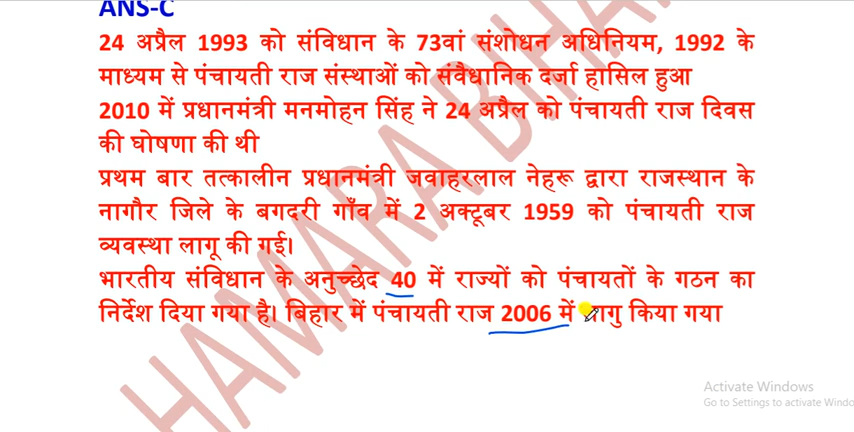 ANS-C
24 अप्रैल 1993 को संविधान के 73वां संशोधन अधिनियम, 1992 के
माध्यम से पंचायती राज संस्थाओं को संवैधानिक दर्जा हासिल हुआ
2010 में प्रधानमंत्री मनमोहन सिंह ने 24 अप्रैल को पंचायती राज दिवस
की घोषणा की थी
प्रथम बार तत्कालीन प्रधानमंत्री जवाहरलाल नेहरू द्वारा राजस्थान के
नागौर जिले के बगदरी गाँव में 2 अक्टूबर 1959 को पंचायती राज
व्यवस्था लागू की गई।
भारतीय संविधान के अनुच्छेद 40 में राज्यों को पंचायतों के गठन का
निर्देश दिया गया है। बिहार में पंचायती राज 2006 में किया गया
HAMARA BIHA
Activate Windows
Go to Settings to activate Windo